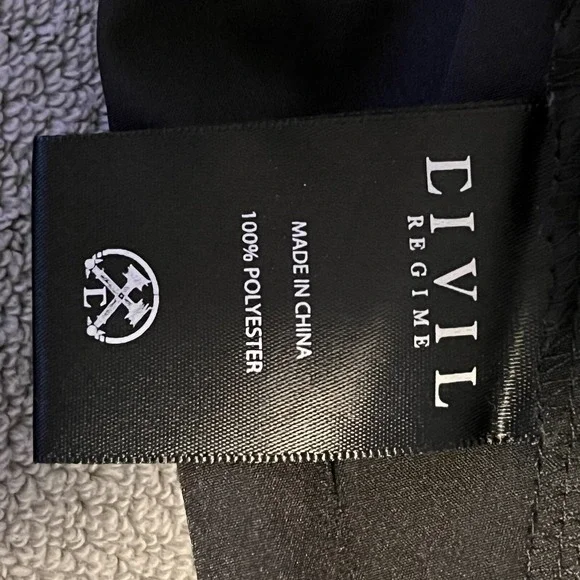 CIVIL
REGIME
MADE IN CHINA
100% POLYESTER
L